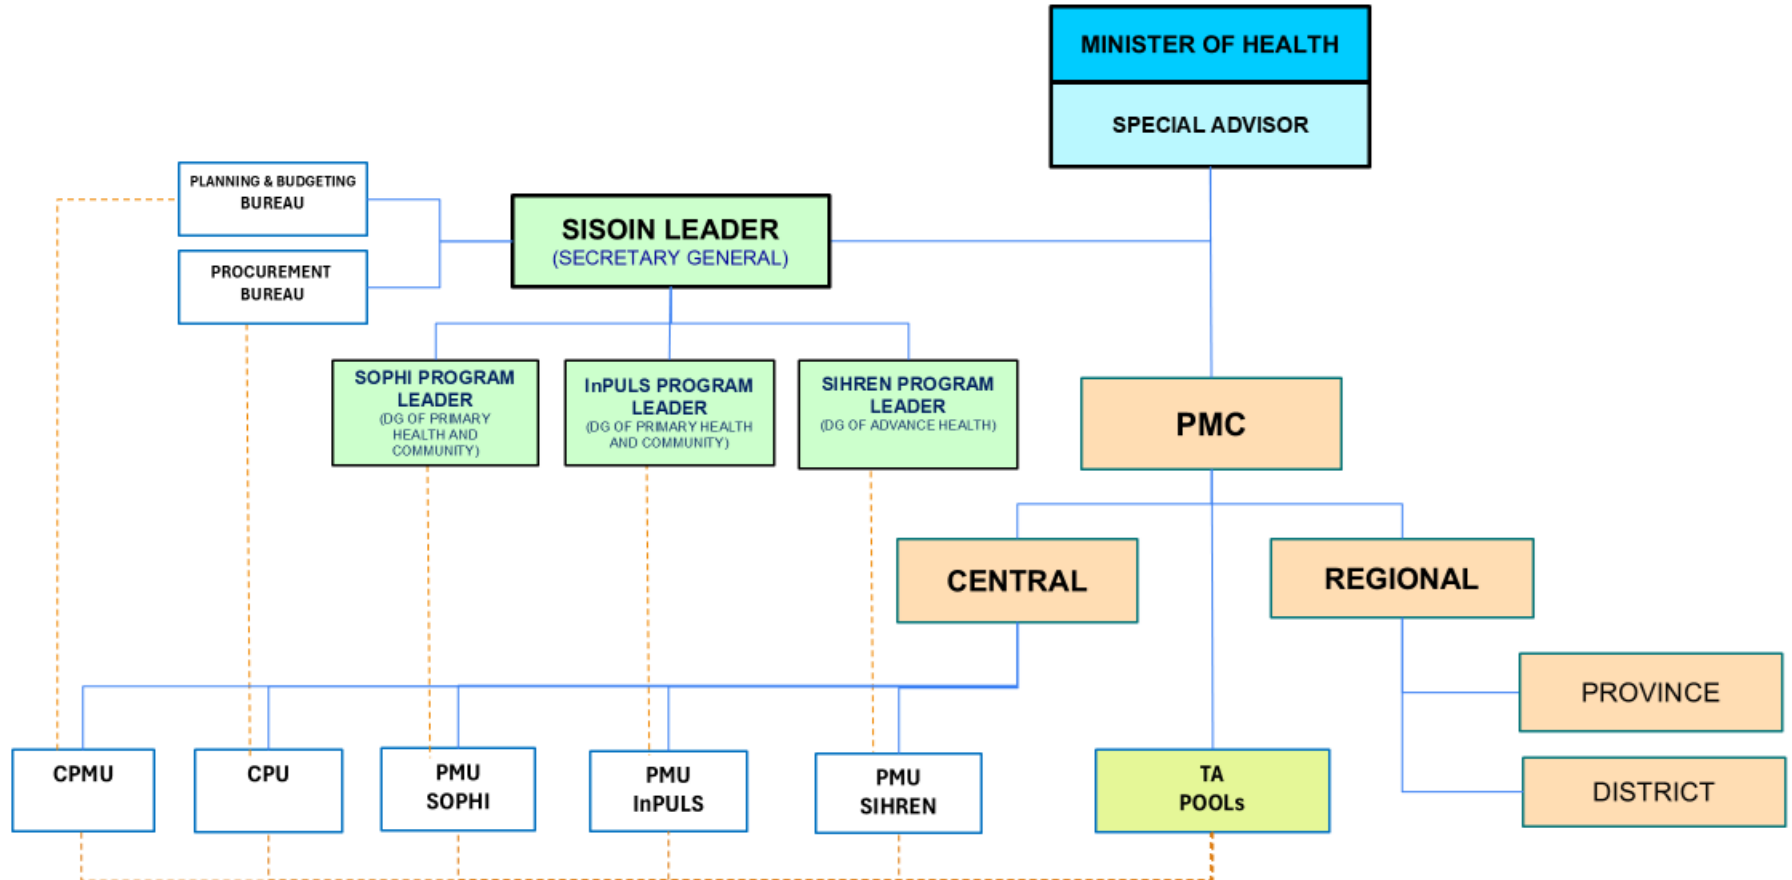 MINISTER OF HEALTH
SPECIAL ADVISOR
PLANNING & BUDGETING
BUREAU
PROCUREMENT
BUREAU
SISOIN LEADER
(SECRETARY GENERAL)
SOPHI PROGRAM
LEADER
(DG OF PRIMARY
HEALTH AND
COMMUNITY)
InPULS PROGRAM
LEADER
(DG OF PRIMARY HEALTH
AND COMMUNITY)
SIHREN PROGRAM
LEADER
(DG OF ADVANCE HEALTH)
PMC
CENTRAL
REGIONAL
PROVINCE
DISTRICT
CPMU
CPU
PMU
SOPHI
PMU
InPULS
PMU
SIHREN
TA
POOLs